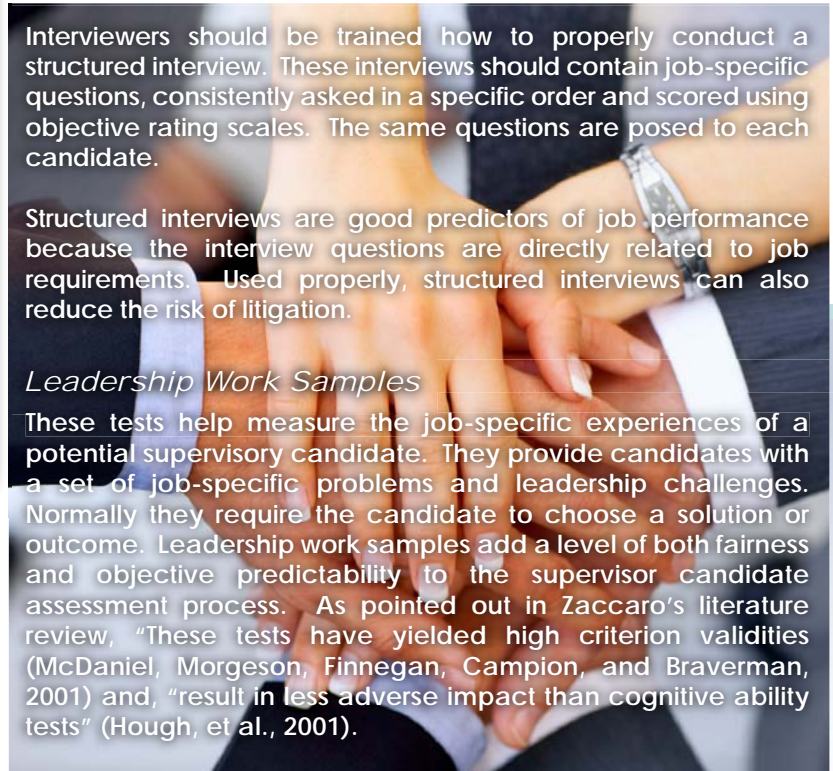 Interviewers should be trained how to properly conduct a
structured interview. These interviews should contain job-specific
questions, consistently asked in a specific order and scored using
objective rating scales. The same questions are posed to each
candidate.
Structured interviews are good predictors of job performance
because the interview questions are directly related to job
requirements. Used properly, structured interviews can also
reduce the risk of litigation.
Leadership Work Samples
These tests help measure the job-specific experiences of a
potential supervisory candidate. They provide candidates with
a set of job-specific problems and leadership challenges.
Normally they require the candidate to choose a solution or
outcome. Leadership work samples add a level of both fairness
and objective predictability to the supervisor candidate
assessment process. As pointed out in Zaccaro's literature
review, "These tests have yielded high criterion validities
(McDaniel, Morgeson, Finnegan, Campion, and Braverman,
2001) and, "result in less adverse impact than cognitive ability
tests" (Hough, et al., 2001).